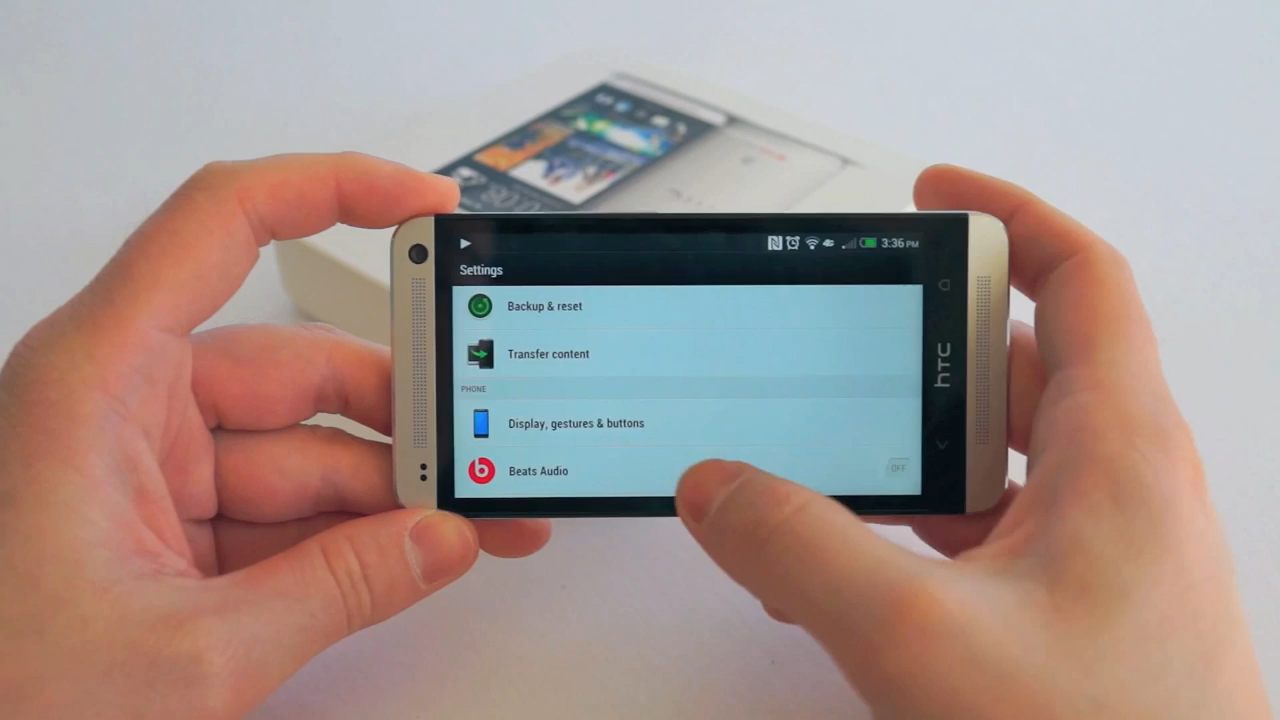 3:36 PM
Settings
Backup & reset
Transfer content
PHONE
Display, gestures & buttons
Beats Audio
OFF
hTC